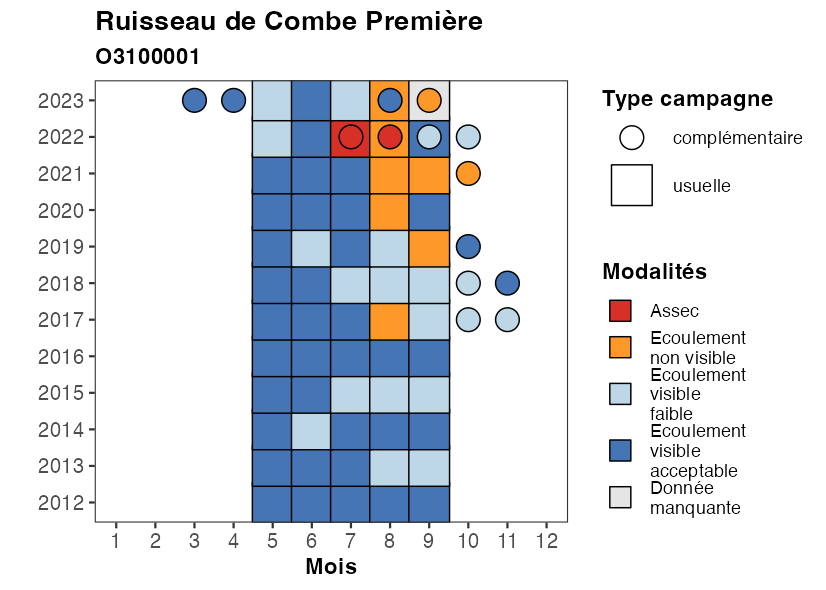 Ruisseau de Combe Première
O3100001
2023
2022
2021
2020
2019
2018
2017
2016
2015
2014
2013
2012
1 2 3 4 5 6 7 8 9 10 11 12
Mois
Type campagne
complémentaire
usuelle
Modalités
Assec
Ecoulement
non visible
Ecoulement
visible
faible
Ecoulement
visible
acceptable
Donnée
manquante